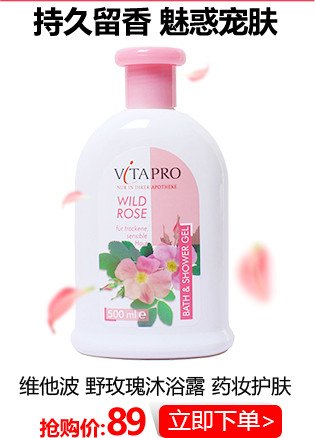 持久留香 魅惑宠肤
VITAPRO
NUR IN IHRER APOTHEKE
WILD
ROSE
für trockene,
sensible
Haut
BATH & SHOWER GEL
500 ml e
维他波 野玫瑰沐浴露 药妆护肤
抢购价:89 立即下单>